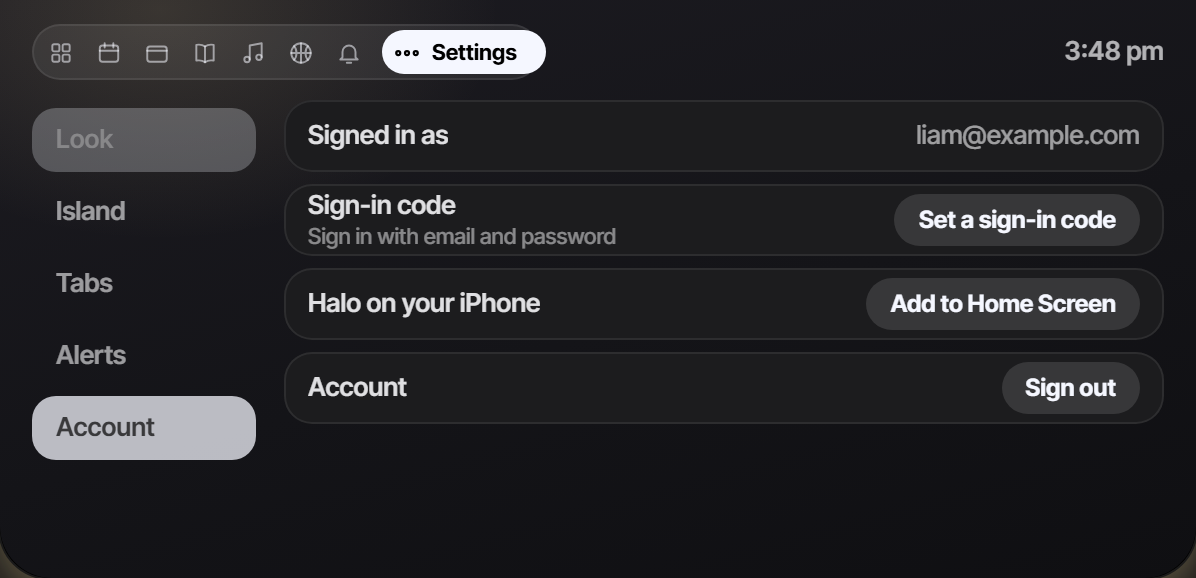 Settings
3:48 pm
Look
Island
Tabs
Alerts
Account
Signed in as
liam@example.com
Sign-in code
Sign in with email and password
Set a sign-in code
Halo on your iPhone
Add to Home Screen
Account
Sign out